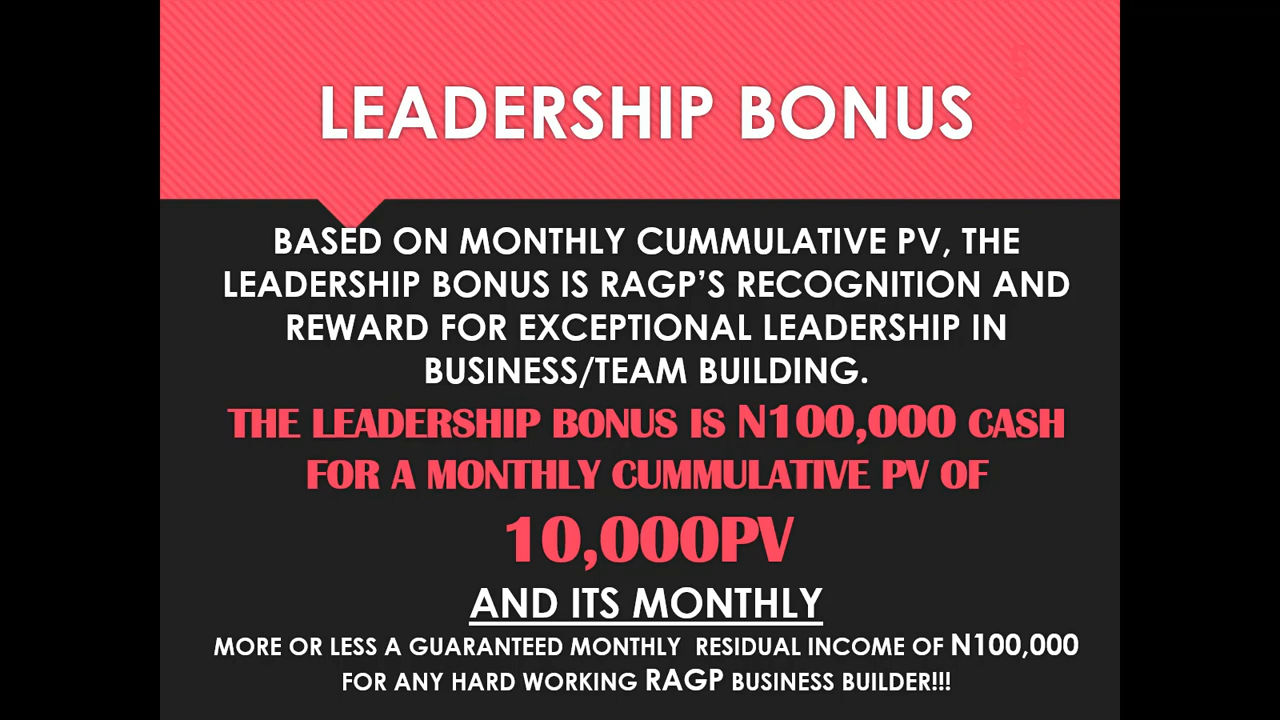 LEADERSHIP BONUS
BASED ON MONTHLY CUMMULATIVE PV, THE
LEADERSHIP BONUS IS RAGP'S RECOGNITION AND
REWARD FOR EXCEPTIONAL LEADERSHIP IN
BUSINESS/TEAM BUILDING.
THE LEADERSHIP BONUS IS N100,000 CASH
FOR A MONTHLY CUMMULATIVE PV OF
10,000PV
AND ITS MONTHLY
MORE OR LESS A GUARANTEED MONTHLY RESIDUAL INCOME OF N100,000
FOR ANY HARD WORKING RAGP BUSINESS BUILDER!!!